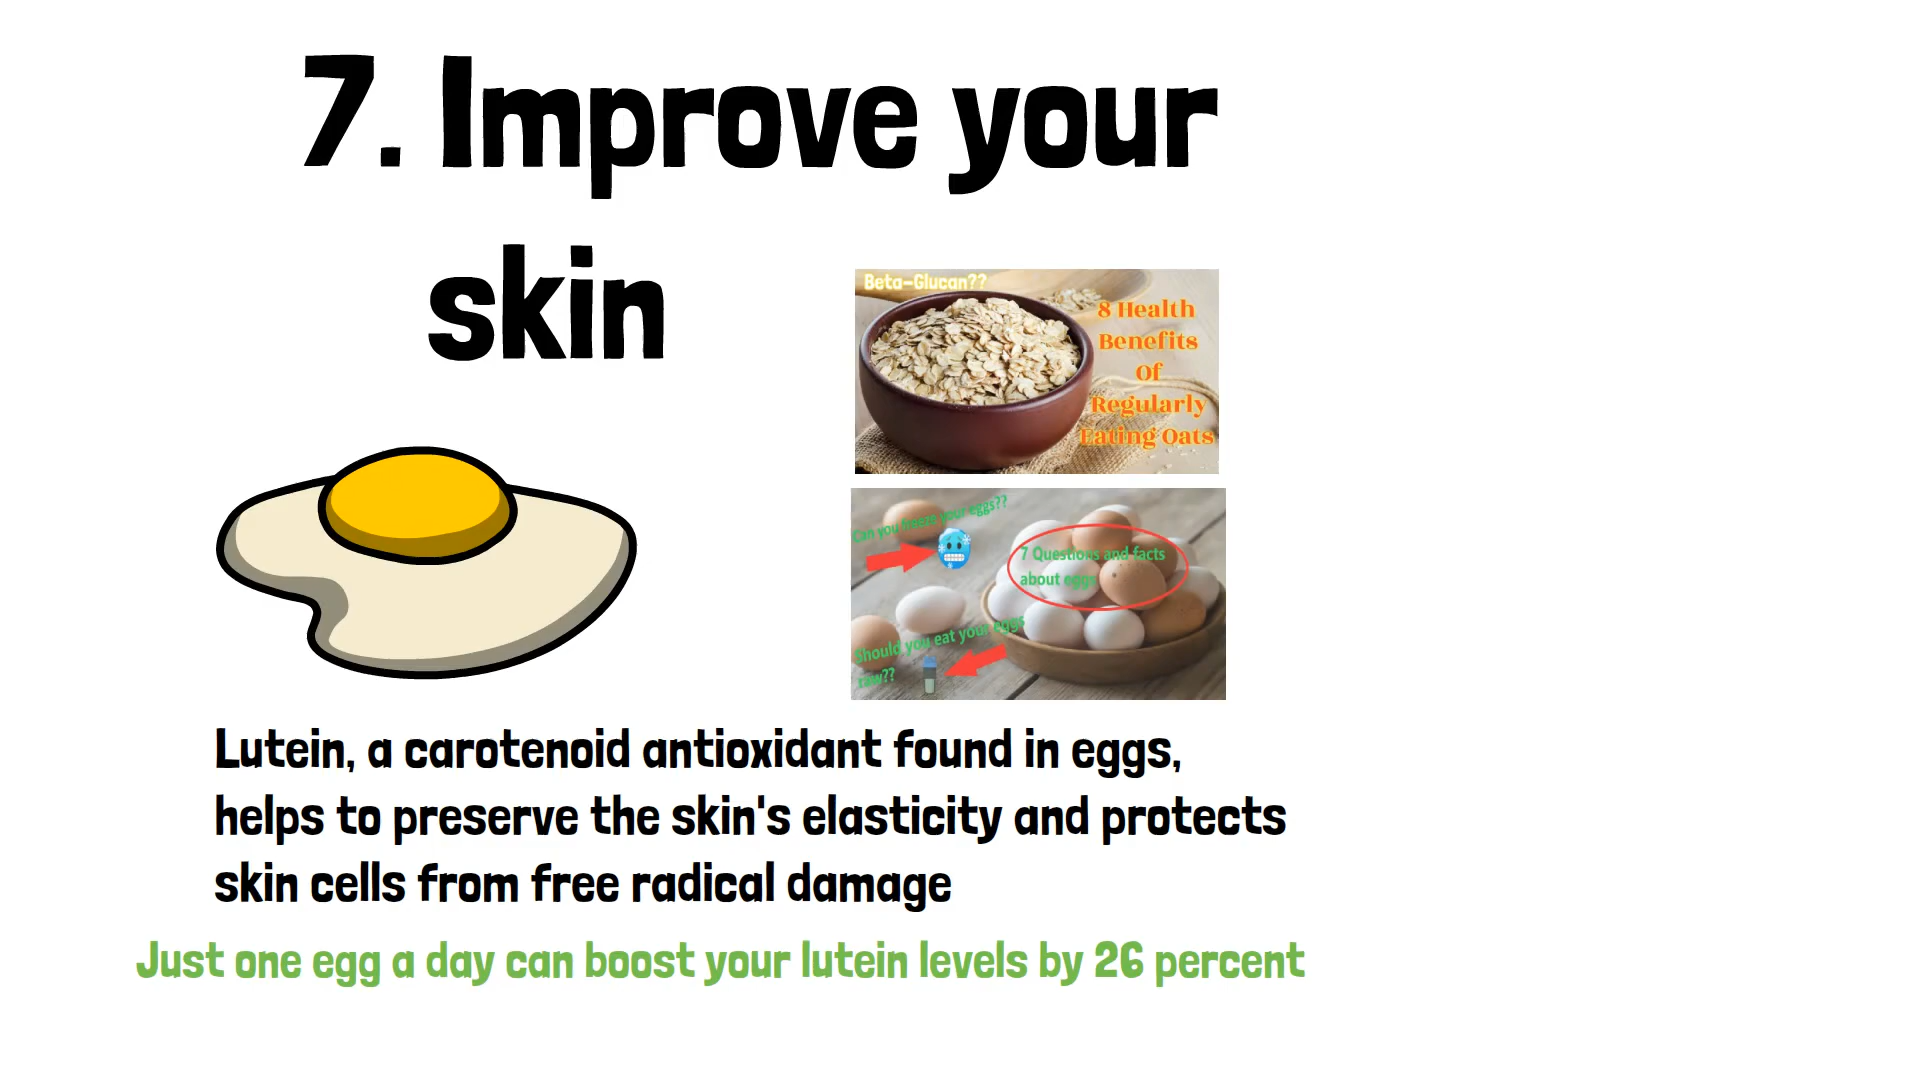 7. Improve your
skin
Beta-Glucan??
8 Health
Benefits
Of
Regularly
Eating Oats
Can you freeze your eggs??
7 Questions and facts
about eggs
Should you eat your eggs
raw??
Lutein, a carotenoid antioxidant found in eggs,
helps to preserve the skin's elasticity and protects
skin cells from free radical damage
Just one egg a day can boost your lutein levels by 26 percent